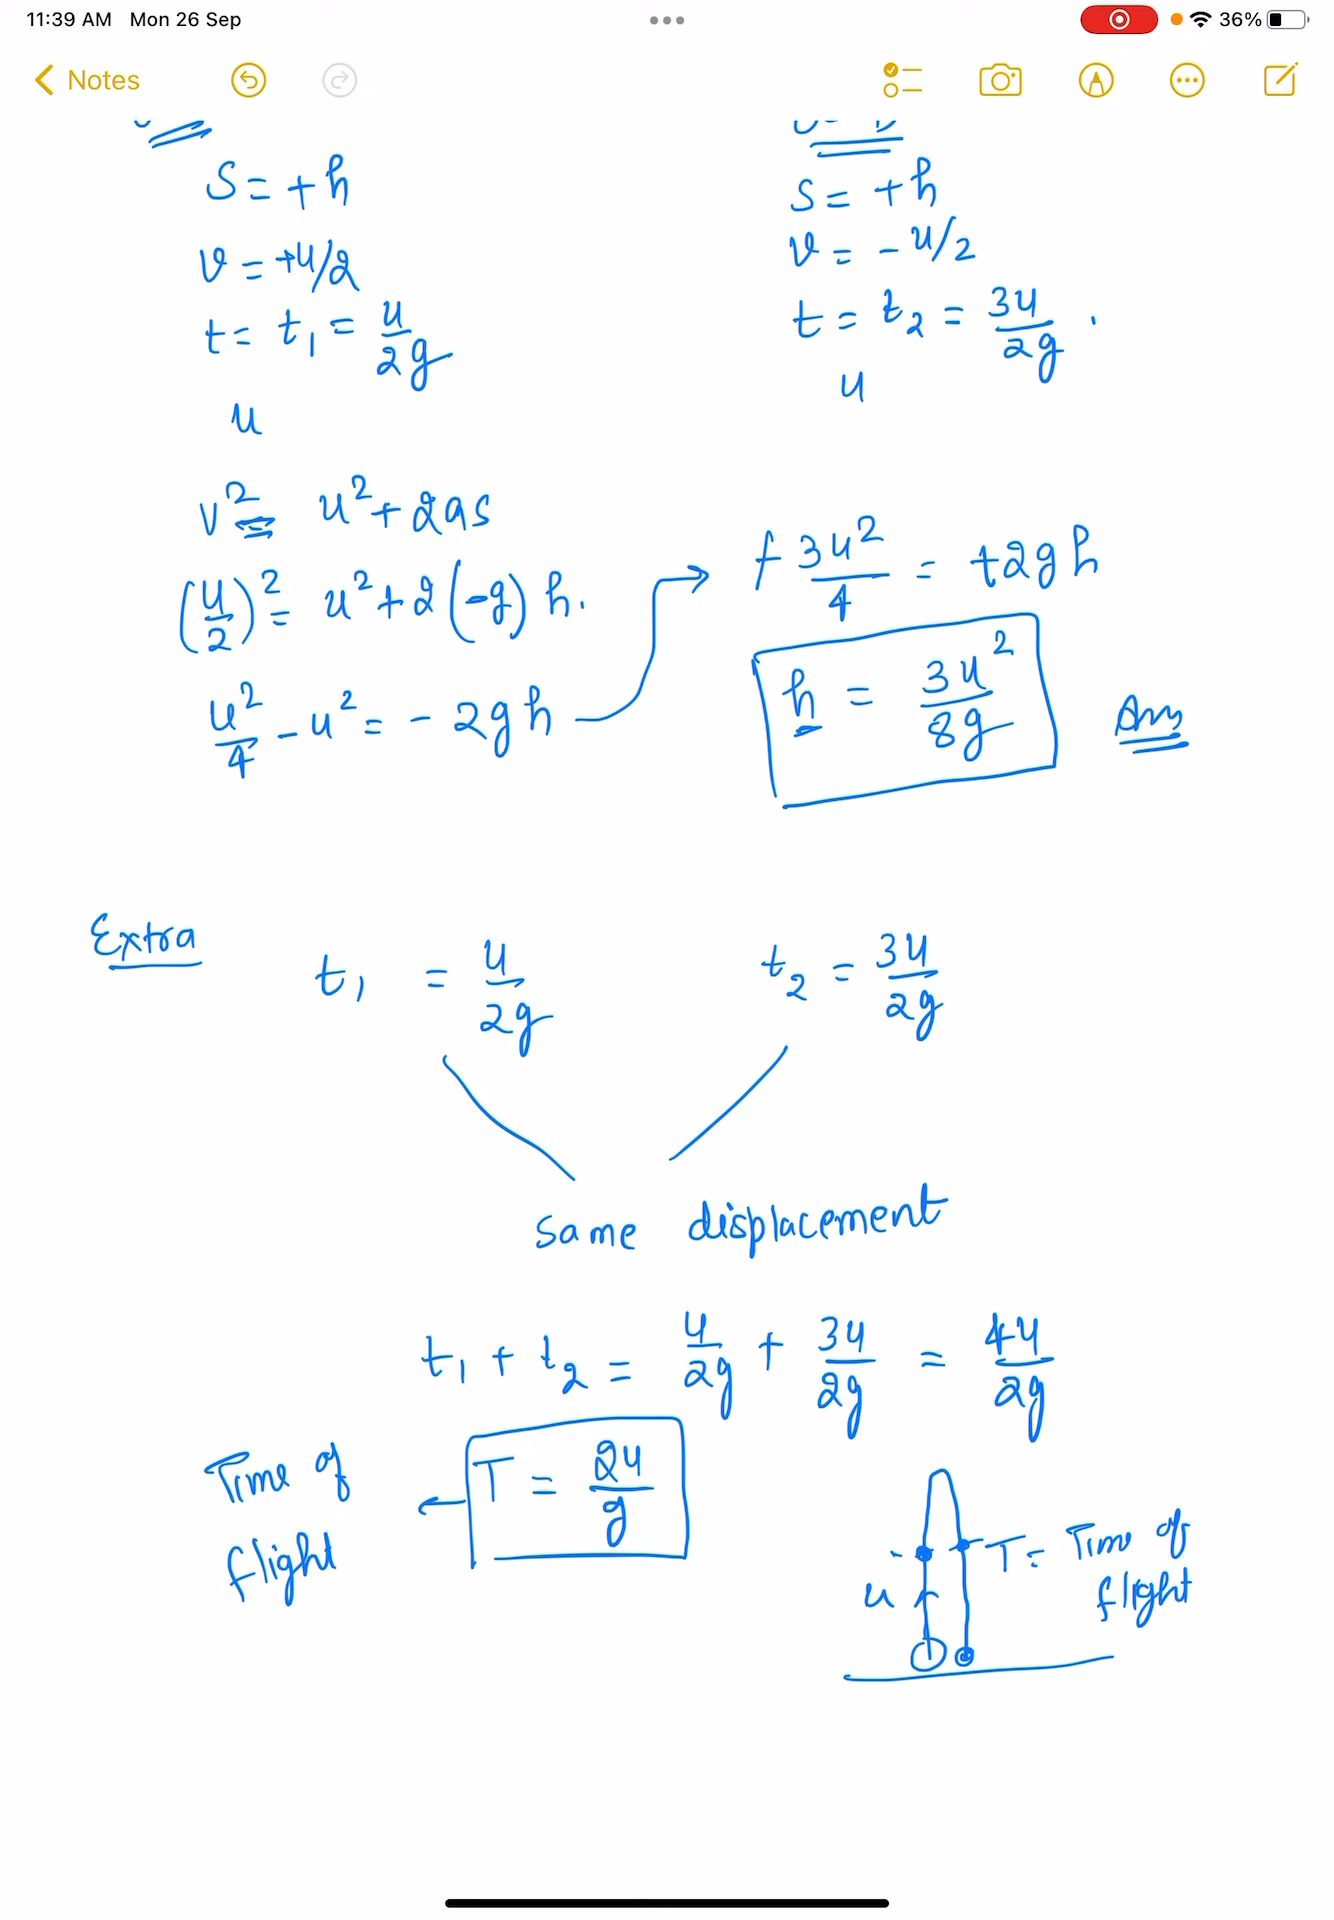 11:39 AM Mon 26 Sep
36%
Notes
S = +h
v = +u/2
t = t₁ = u/2g
u
S = +h
v = -u/2
t = t₂ = 3u/2g .
u
v² = u² + 2as
(u/2)² = u² + 2(-g) h.
u²/4 - u² = - 2gh
+ 3u²/4 = +2gh
h = 3u²/8g
Ans
Extra
t₁ = u/2g
t₂ = 3u/2g
Same displacement
t₁ + t₂ = u/2g + 3u/2g = 4u/2g
Time of
flight
T = 2u/g
u
T = Time of
flight